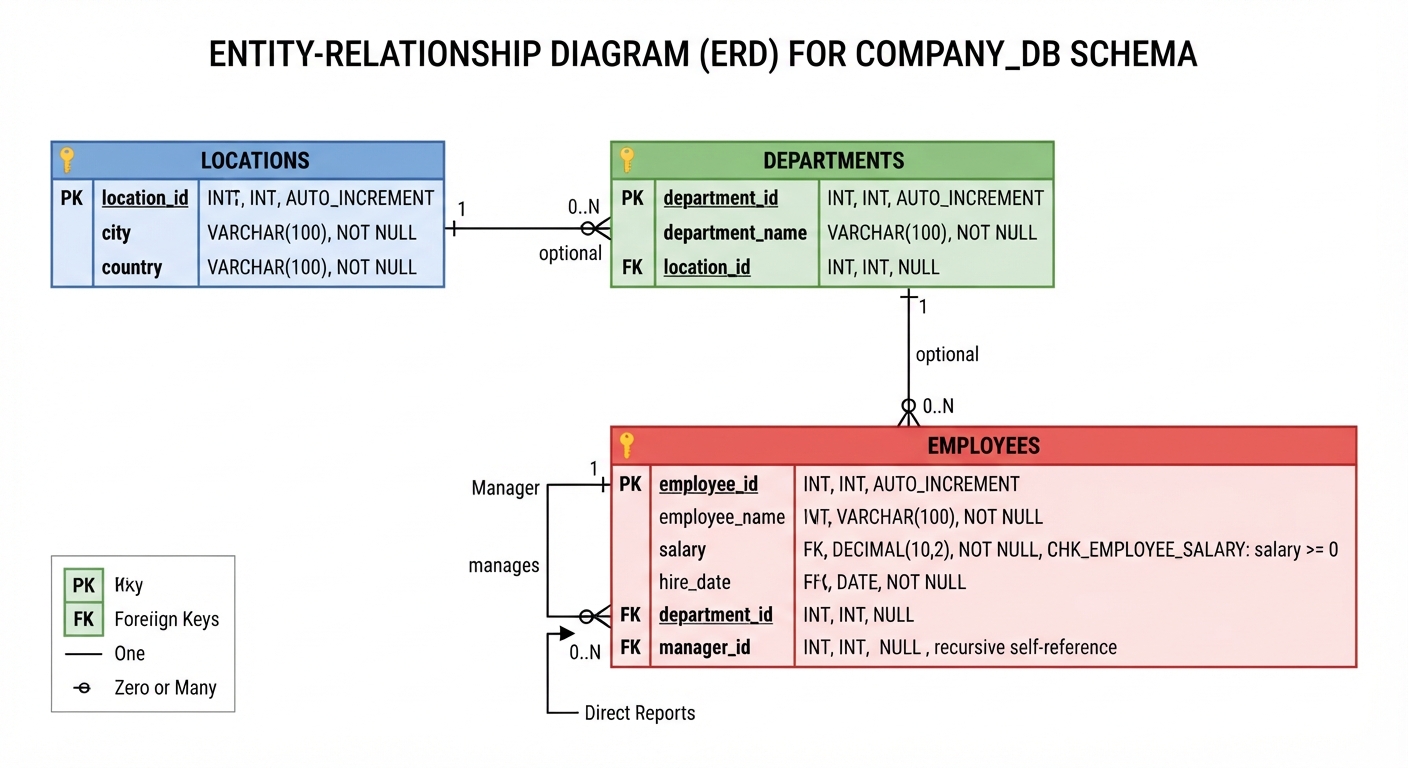 ENTITY-RELATIONSHIP DIAGRAM (ERD) FOR COMPANY_DB SCHEMA
LOCATIONS
PK location_id INT, INT, AUTO_INCREMENT
city VARCHAR(100), NOT NULL
country VARCHAR(100), NOT NULL
1
0..N
optional
DEPARTMENTS
PK department_id INT, INT, AUTO_INCREMENT
department_name VARCHAR(100), NOT NULL
FK location_id INT, INT, NULL
1
optional
0..N
EMPLOYEES
PK employee_id INT, INT, AUTO_INCREMENT
employee_name VARCHAR(100), NOT NULL
salary FK, DECIMAL(10,2), NOT NULL, CHK_EMPLOYEE_SALARY: salary >= 0
hire_date DATE, NOT NULL
FK department_id INT, INT, NULL
FK manager_id INT, INT, NULL , recursive self-reference
1
Manager
manages
0..N
Direct Reports
PK
FK Foreign Keys
One
Zero or Many